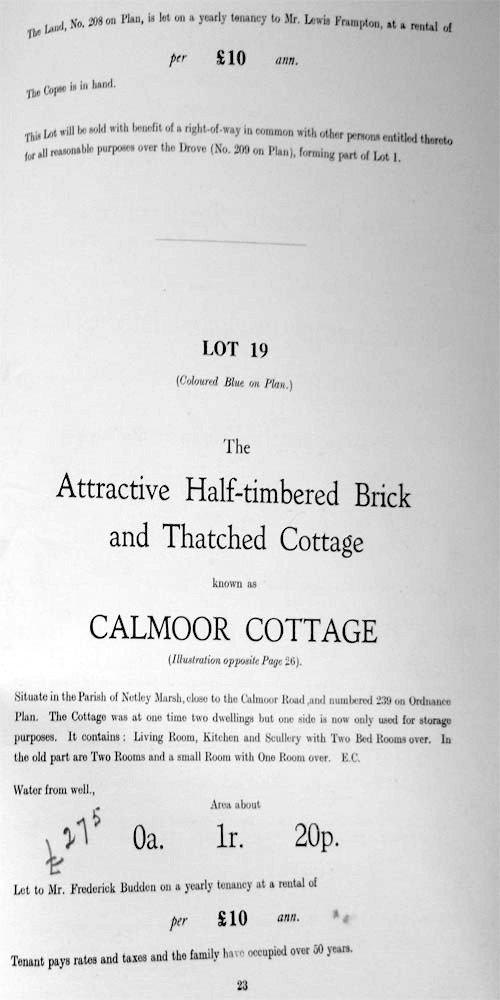 The Land, No. 208 on Plan, is let on a yearly tenancy to Mr. Lewis Frampton, at a rental of
per £10 ann.
The Copse is in hand.
This Lot will be sold with benefit of a right-of-way in common with other persons entitled thereto
for all reasonable purposes over the Drove (No. 209 on Plan), forming part of Lot 1.
LOT 19
(Coloured Blue on Plan.)
The
Attractive Half-timbered Brick
and Thatched Cottage
known as
CALMOOR COTTAGE
(Illustration opposite Page 26).
Situate in the Parish of Netley Marsh, close to the Calmoor Road ,and numbered 239 on Ordnance
Plan. The Cottage was at one time two dwellings but one side is now only used for storage
purposes. It contains : Living Room, Kitchen and Scullery with Two Bed Rooms over. In
the old part are Two Rooms and a small Room with One Room over. E.C.
Water from well.,
Area about
£275
0a. 1r. 20p.
Let to Mr. Frederick Budden on a yearly tenancy at a rental of
per £10 ann.
Tenant pays rates and taxes and the family have occupied over 50 years.
23